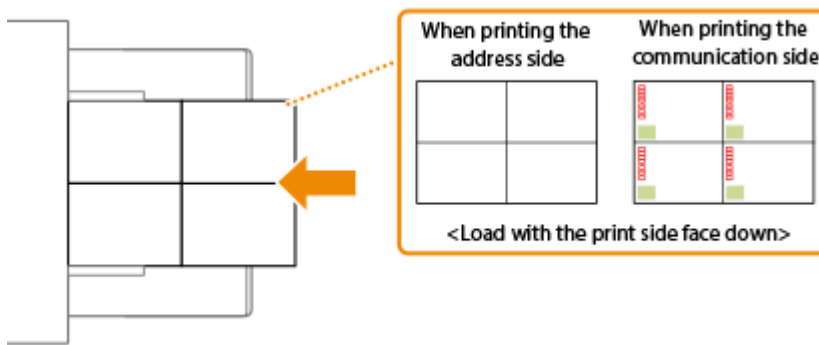 When printing the
address side
When printing the
communication side
<Load with the print side face down>